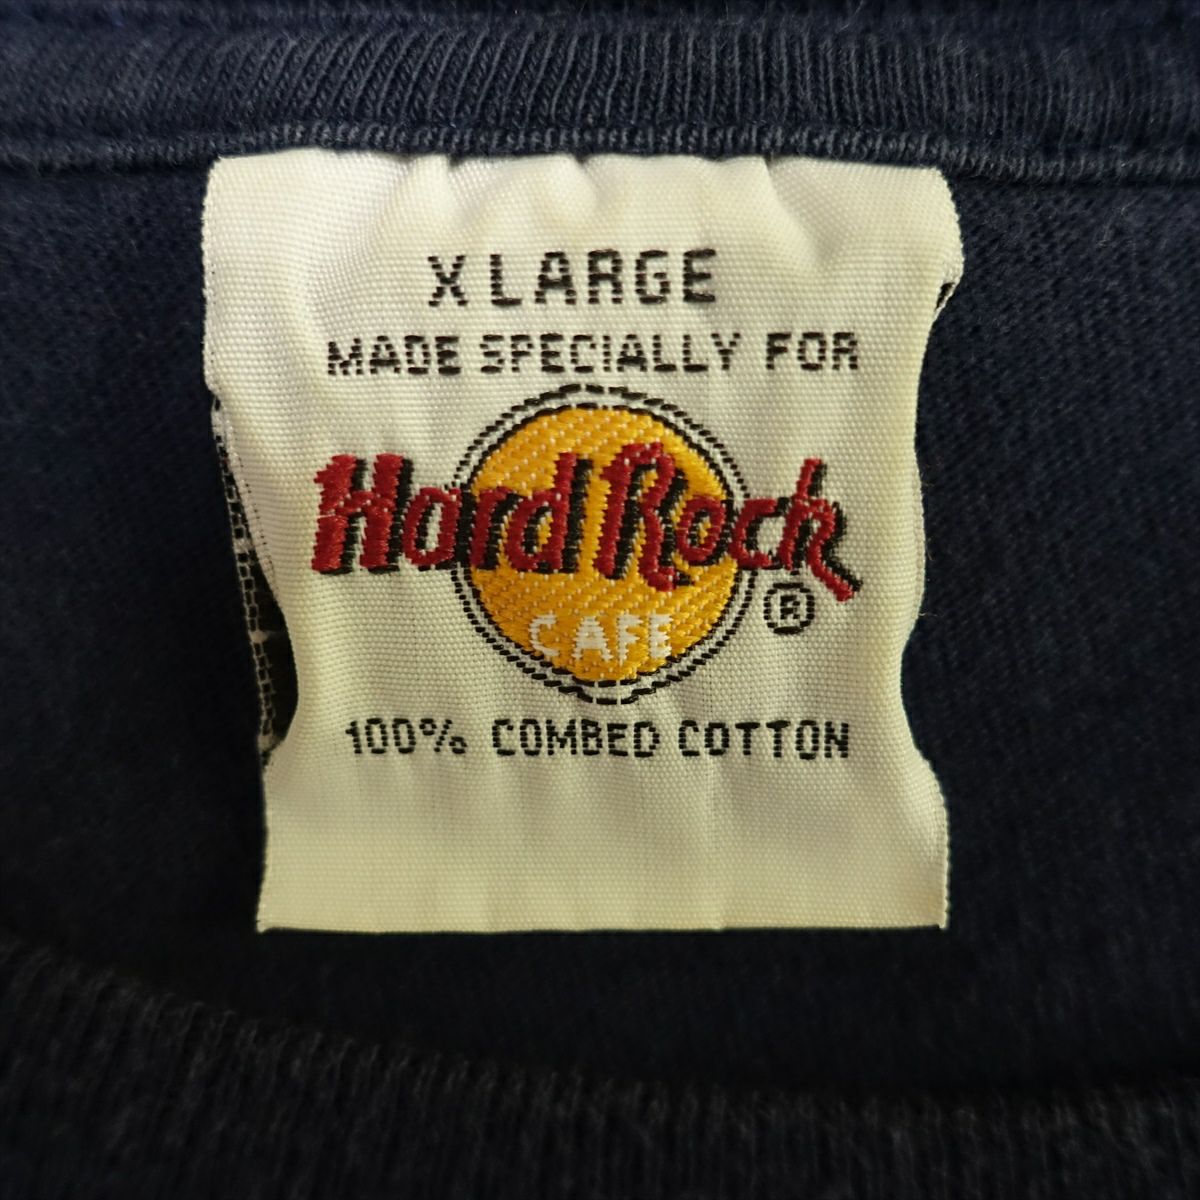 X LARGE
MADE SPECIALLY FOR
Hard Rock ®
CAFE
100% COMBED COTTON